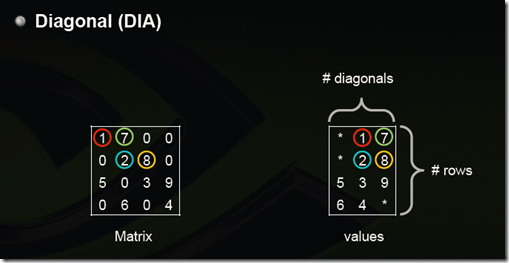 Diagonal (DIA)
# diagonals
1 7 0 0
0 2 8 0
5 0 3 9
0 6 0 4
Matrix
* 1 7
* 2 8
5 3 9
6 4 *
# rows
values